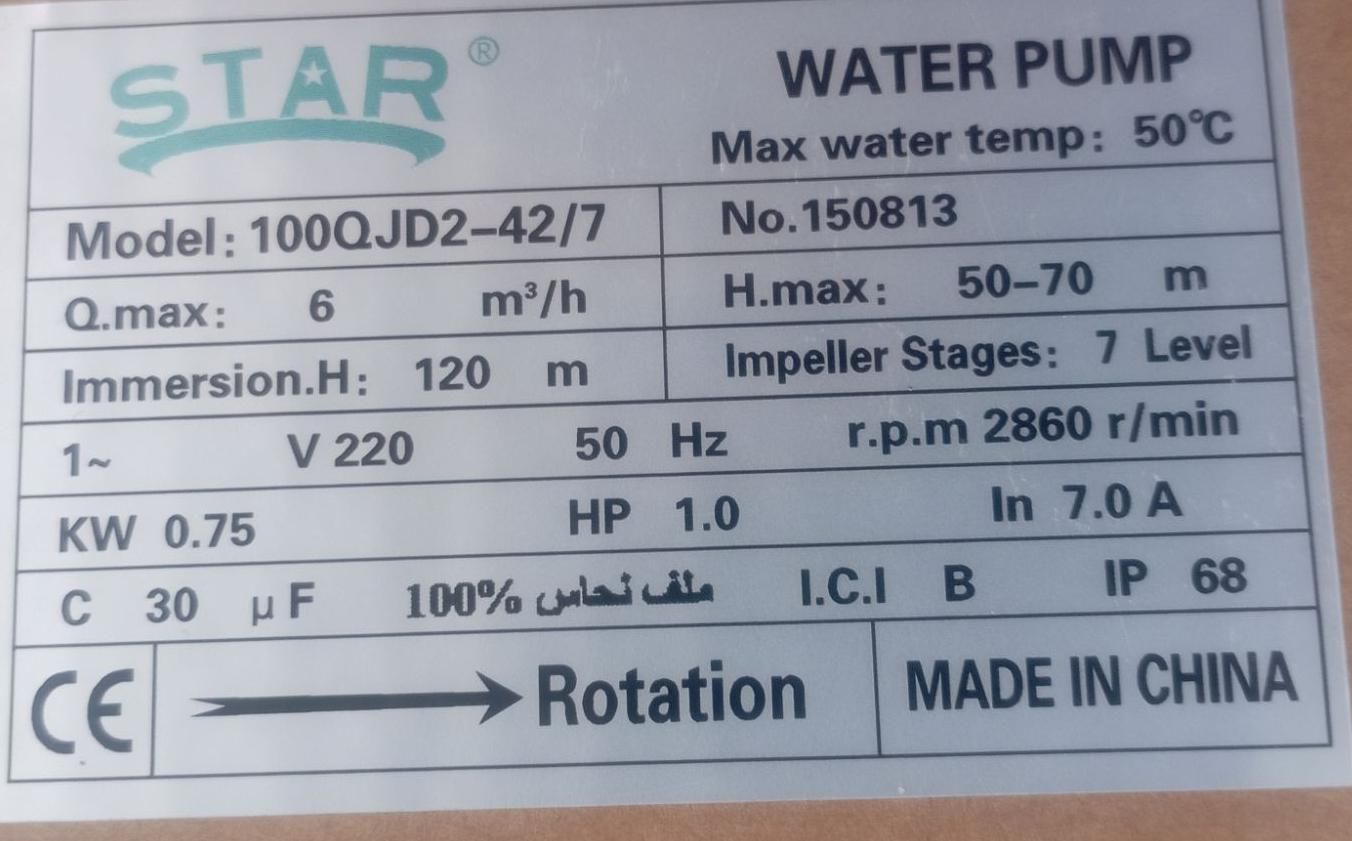 STAR ®
WATER PUMP
Max water temp: 50℃
Model: 100QJD2-42/7 No.150813
Q.max: 6 m³/h H.max: 50-70 m
Immersion.H: 120 m Impeller Stages: 7 Level
1~ V 220 50 Hz r.p.m 2860 r/min
KW 0.75 HP 1.0 In 7.0 A
C 30 μF ملف نحاس 100% I.C.I B IP 68
CE Rotation MADE IN CHINA